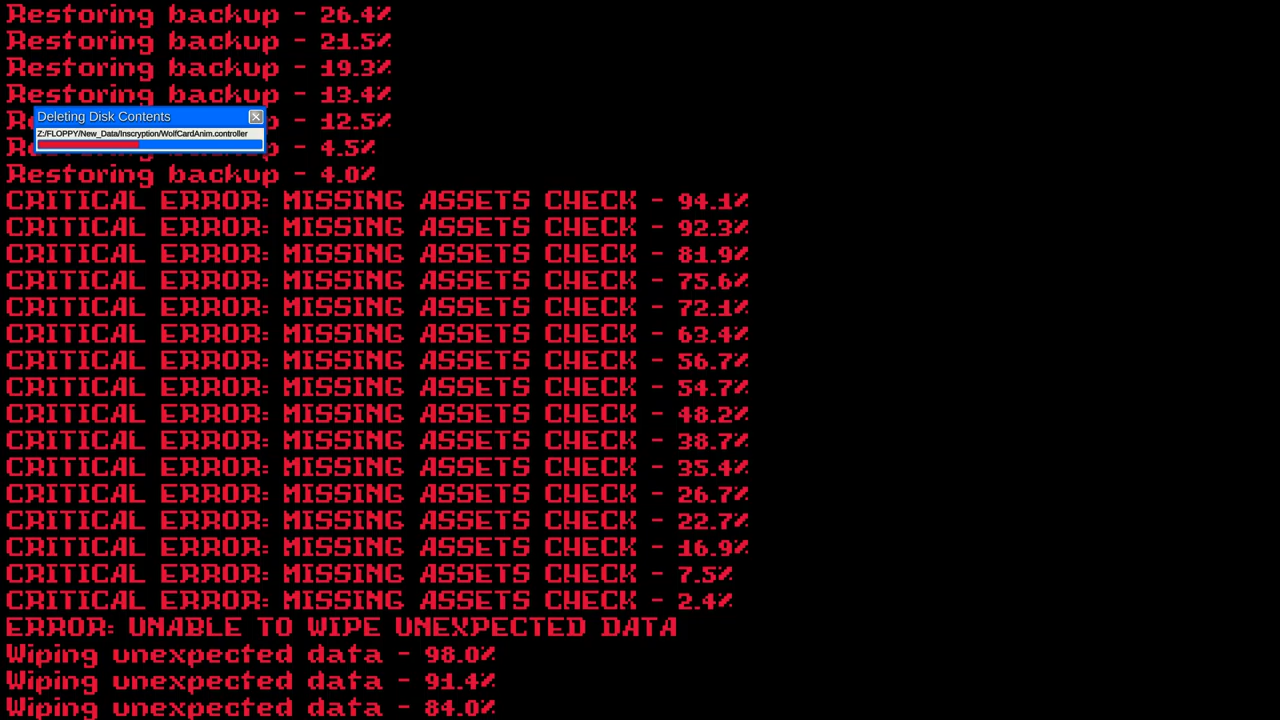 Restoring backup - 26.4%
Restoring backup - 21.5%
Restoring backup - 19.3%
Restoring backup - 13.4%
Deleting Disk Contents
Re - 12.5%
Z:/FLOPPY/New_Data/Inscryption/WolfCardAnim.controller
- 4.5%
Restoring backup - 4.0%
CRITICAL ERROR: MISSING ASSETS CHECK - 94.1%
CRITICAL ERROR: MISSING ASSETS CHECK - 92.3%
CRITICAL ERROR: MISSING ASSETS CHECK - 81.9%
CRITICAL ERROR: MISSING ASSETS CHECK - 75.6%
CRITICAL ERROR: MISSING ASSETS CHECK - 72.1%
CRITICAL ERROR: MISSING ASSETS CHECK - 63.4%
CRITICAL ERROR: MISSING ASSETS CHECK - 56.7%
CRITICAL ERROR: MISSING ASSETS CHECK - 54.7%
CRITICAL ERROR: MISSING ASSETS CHECK - 48.2%
CRITICAL ERROR: MISSING ASSETS CHECK - 38.7%
CRITICAL ERROR: MISSING ASSETS CHECK - 35.4%
CRITICAL ERROR: MISSING ASSETS CHECK - 26.7%
CRITICAL ERROR: MISSING ASSETS CHECK - 22.7%
CRITICAL ERROR: MISSING ASSETS CHECK - 16.9%
CRITICAL ERROR: MISSING ASSETS CHECK - 7.5%
CRITICAL ERROR: MISSING ASSETS CHECK - 2.4%
ERROR: UNABLE TO WIPE UNEXPECTED DATA
Wiping unexpected data - 98.0%
Wiping unexpected data - 91.4%
Wiping unexpected data - 84.0%